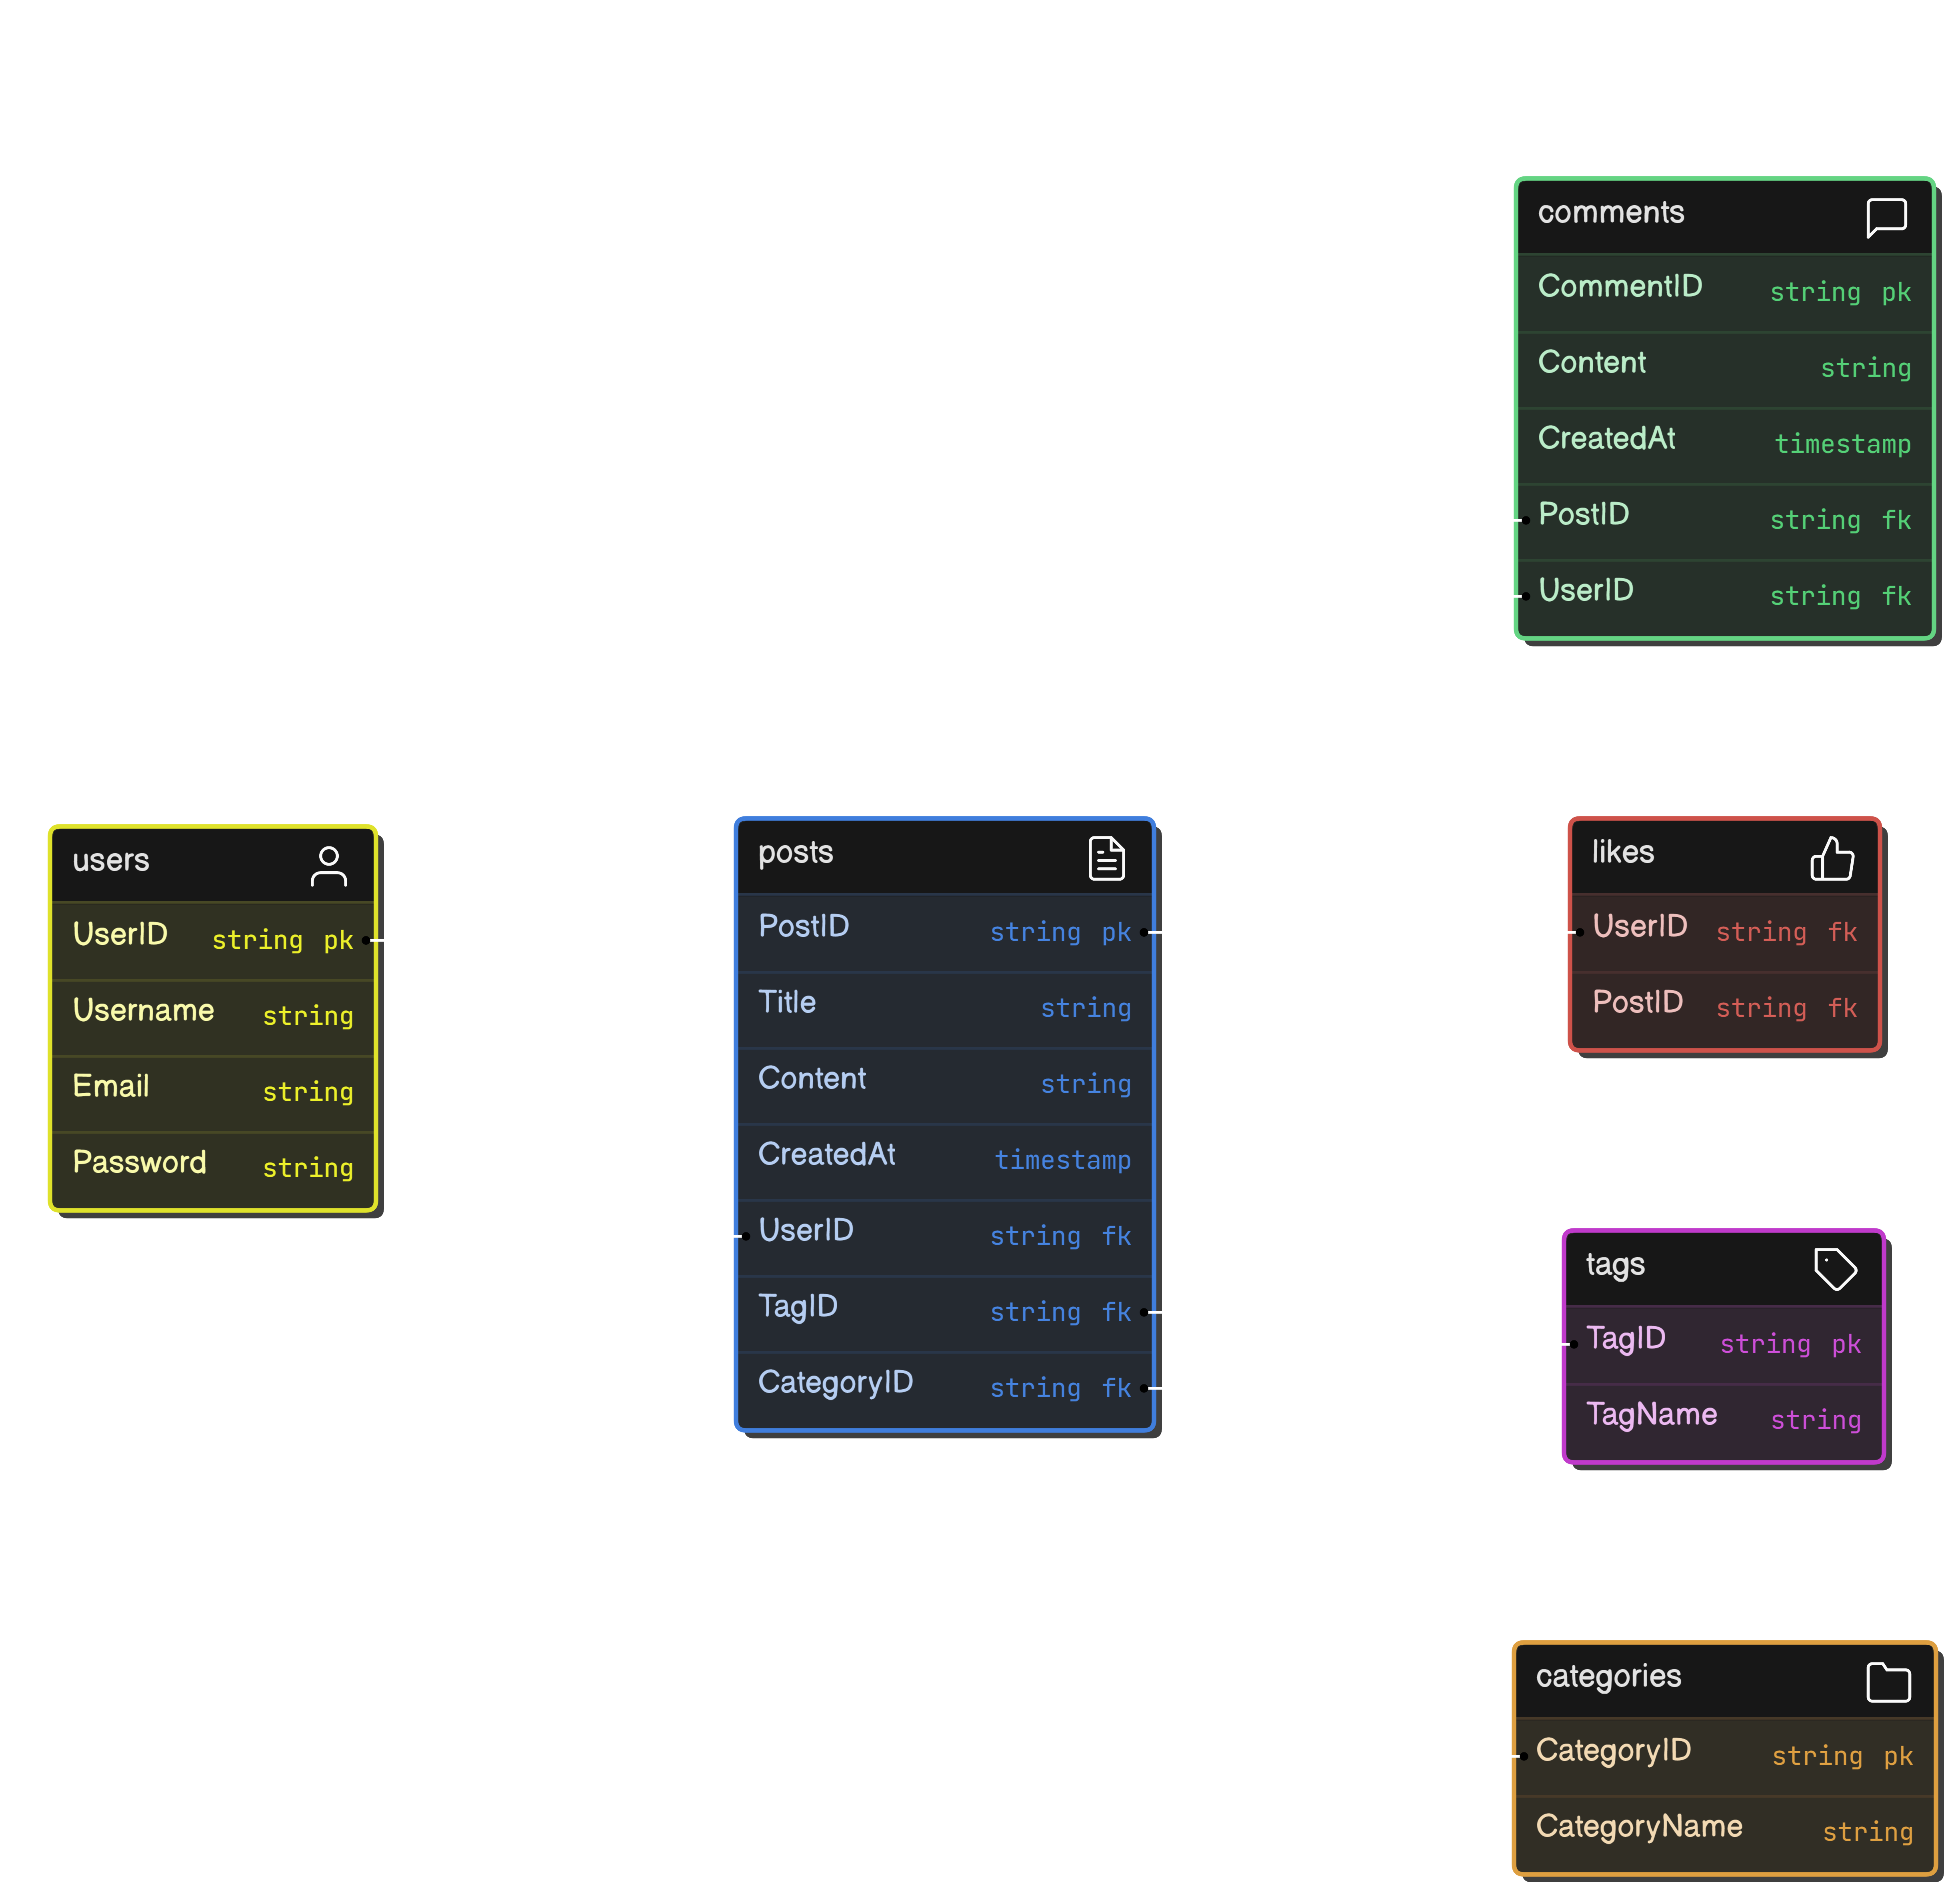 comments
CommentID string pk
Content string
CreatedAt timestamp
PostID string fk
UserID string fk
users
UserID string pk
Username string
Email string
Password string
posts
PostID string pk
Title string
Content string
CreatedAt timestamp
UserID string fk
TagID string fk
CategoryID string fk
likes
UserID string fk
PostID string fk
tags
TagID string pk
TagName string
categories
CategoryID string pk
CategoryName string